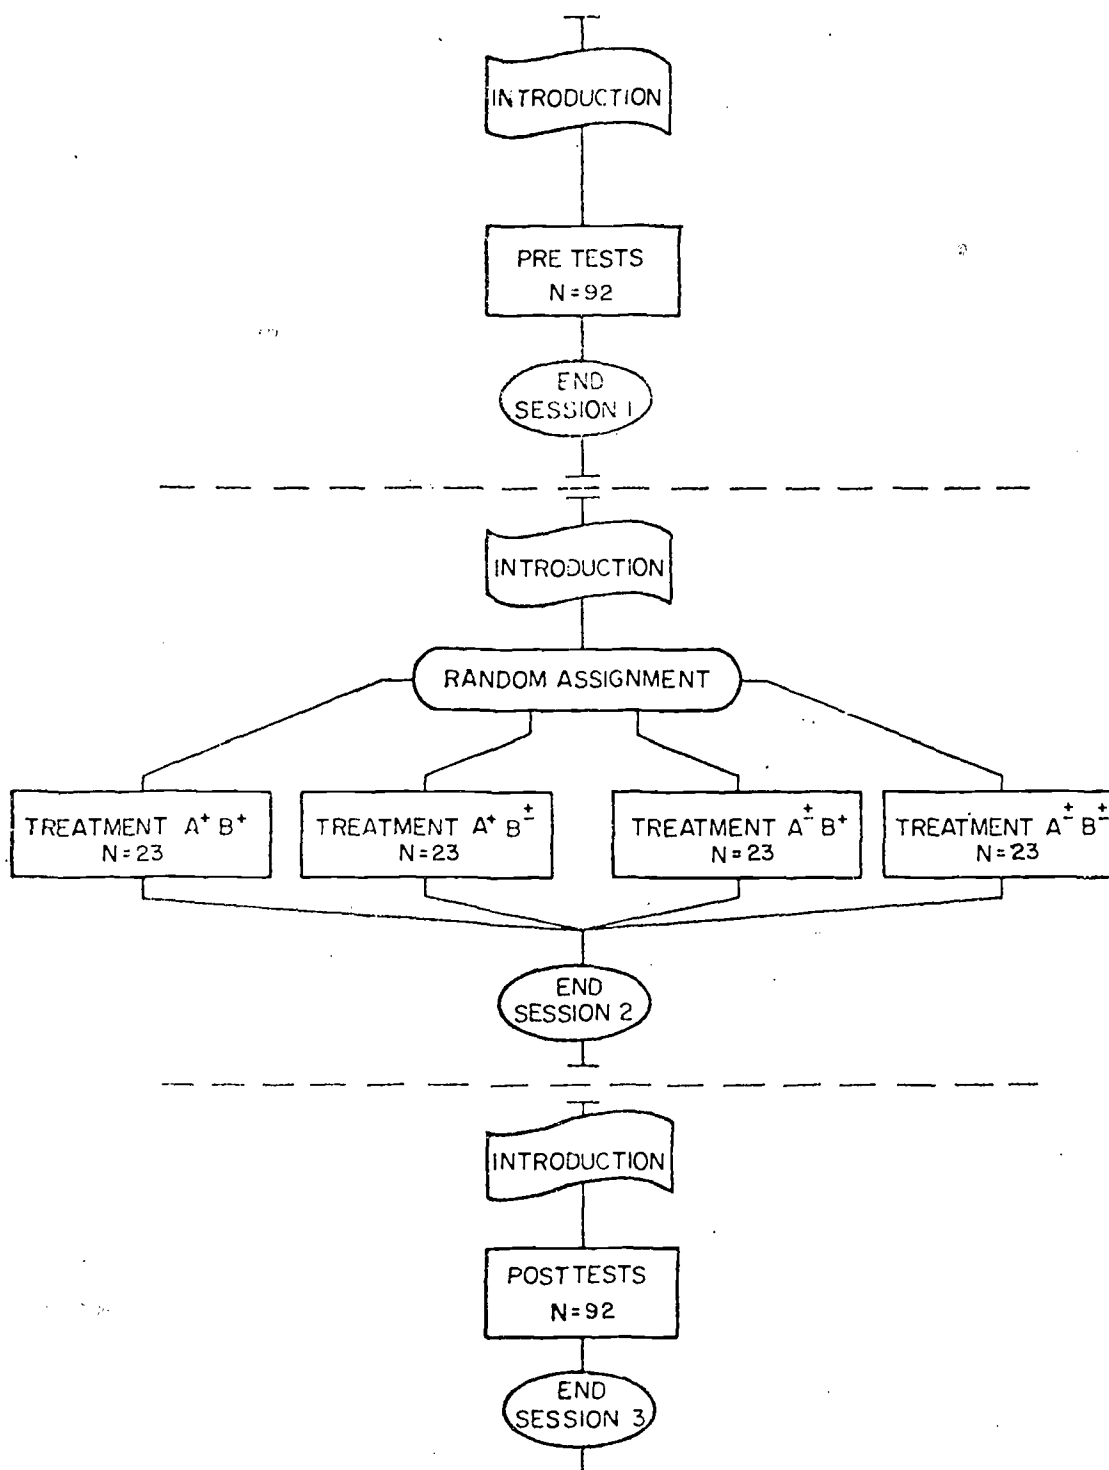 INTRODUCTION
PRE TESTS
N=92
END
SESSION 1
INTRODUCTION
RANDOM ASSIGNMENT
TREATMENT A⁺ B⁺
N=23
TREATMENT A⁺ B±
N=23
TREATMENT A± B⁺
N=23
TREATMENT A± B±
N=23
END
SESSION 2
INTRODUCTION
POSTTESTS
N=92
END
SESSION 3